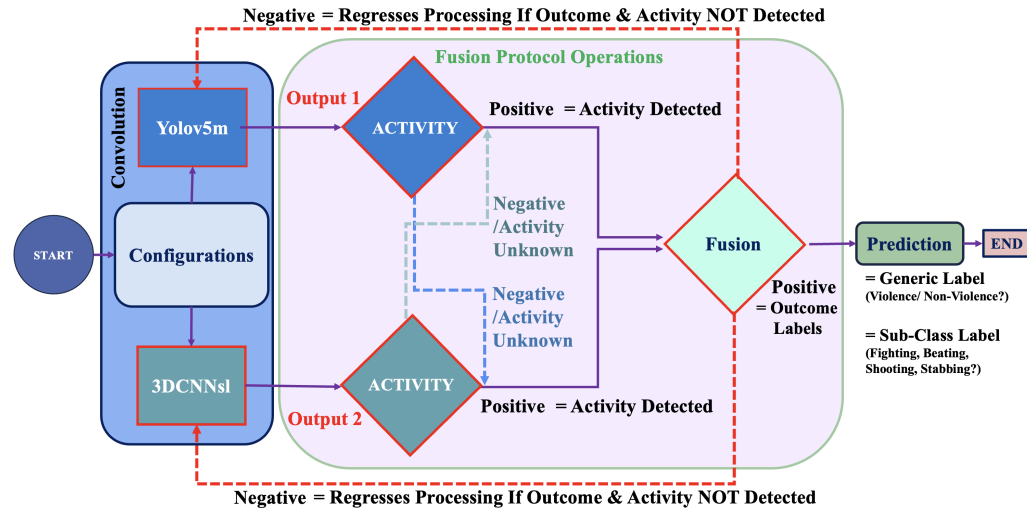 Negative = Regresses Processing If Outcome & Activity NOT Detected
Fusion Protocol Operations
Convolution
Yolov5m
Output 1
ACTIVITY
Positive = Activity Detected
START
Configurations
Negative
/Activity
Unknown
Fusion
Prediction
END
= Generic Label
(Violence/ Non-Violence?)
Positive
= Outcome
Labels
Negative
/Activity
Unknown
= Sub-Class Label
(Fighting, Beating,
Shooting, Stabbing?)
3DCNNsl
ACTIVITY
Output 2
Positive = Activity Detected
Negative = Regresses Processing If Outcome & Activity NOT Detected